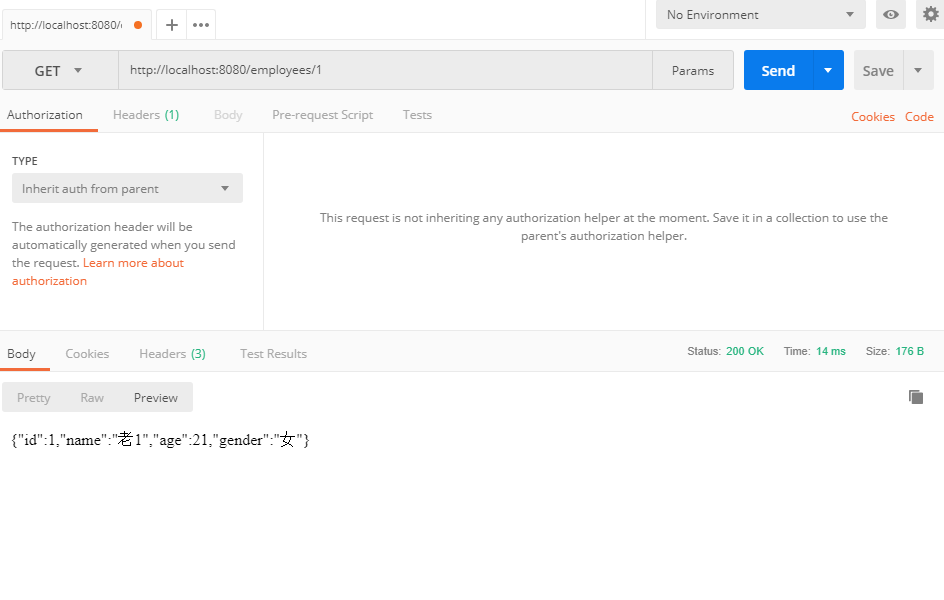 http://localhost:8080/
No Environment
GET
http://localhost:8080/employees/1
Params
Send
Save
Authorization
Headers (1)
Body
Pre-request Script
Tests
Cookies
Code
TYPE
Inherit auth from parent
The authorization header will be
automatically generated when you send
the request. Learn more about
authorization
This request is not inheriting any authorization helper at the moment. Save it in a collection to use the
parent's authorization helper.
Body
Cookies
Headers (3)
Test Results
Status: 200 OK
Time: 14 ms
Size: 176 B
Pretty
Raw
Preview
{"id":1,"name":"老1","age":21,"gender":"女"}